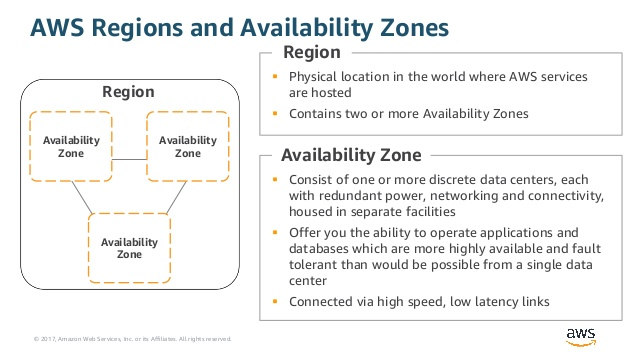 AWS Regions and Availability Zones
Region
Availability
Zone
Availability
Zone
Availability
Zone
Region
▪ Physical location in the world where AWS services
are hosted
▪ Contains two or more Availability Zones
Availability Zone
▪ Consist of one or more discrete data centers, each
with redundant power, networking and connectivity,
housed in separate facilities
▪ Offer you the ability to operate applications and
databases which are more highly available and fault
tolerant than would be possible from a single data
center
▪ Connected via high speed, low latency links
© 2017, Amazon Web Services, Inc. or its Affiliates. All rights reserved.
aws